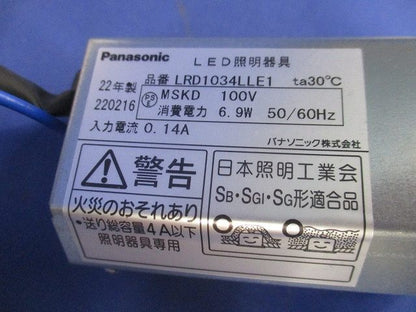 Panasonic LED照明器具
22年製 品番 LRD1034LLE1 ta30℃
220216 MSKD 100V
消費電力 6.9W 50/60Hz
入力電流 0.14A パナソニック株式会社
警告
火災のおそれあり
・送り総容量4A以下
照明器具専用
日本照明工業会
SB・SGI・SG形適合品